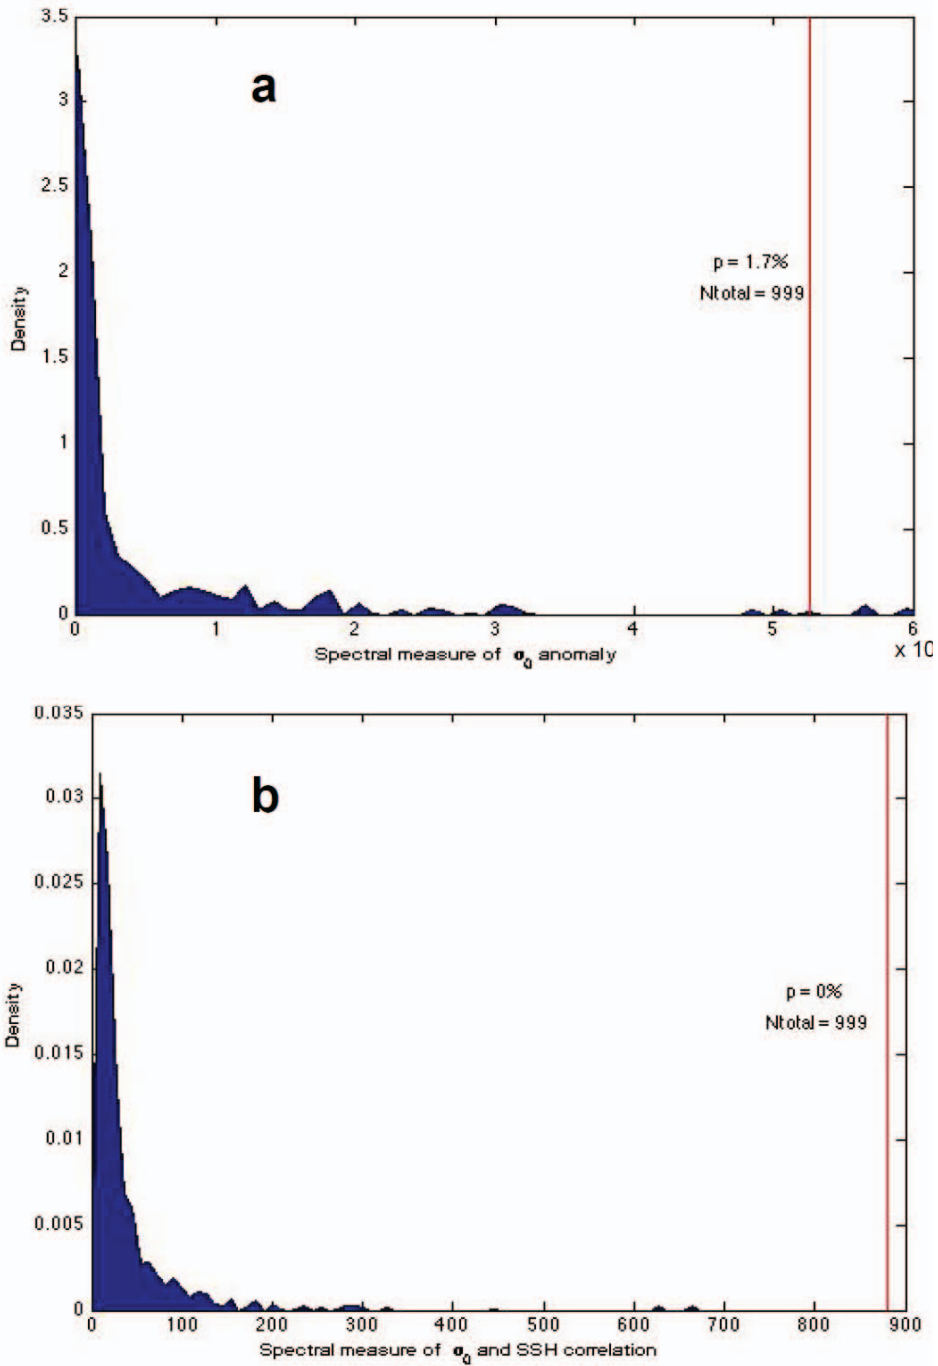 3.5
a
3
2.5
p = 1.7%
2
Ntotal = 999
Density
1.5
1
0.5
0
0 1 2 3 4 5 6
x 10
Spectral measure of σ₀ anomaly
0.035
b
0.03
0.025
0.02
p = 0%
Ntotal = 999
Density
0.015
0.01
0.005
0
0 100 200 300 400 500 600 700 800 900
Spectral measure of σ₀ and SSH correlation